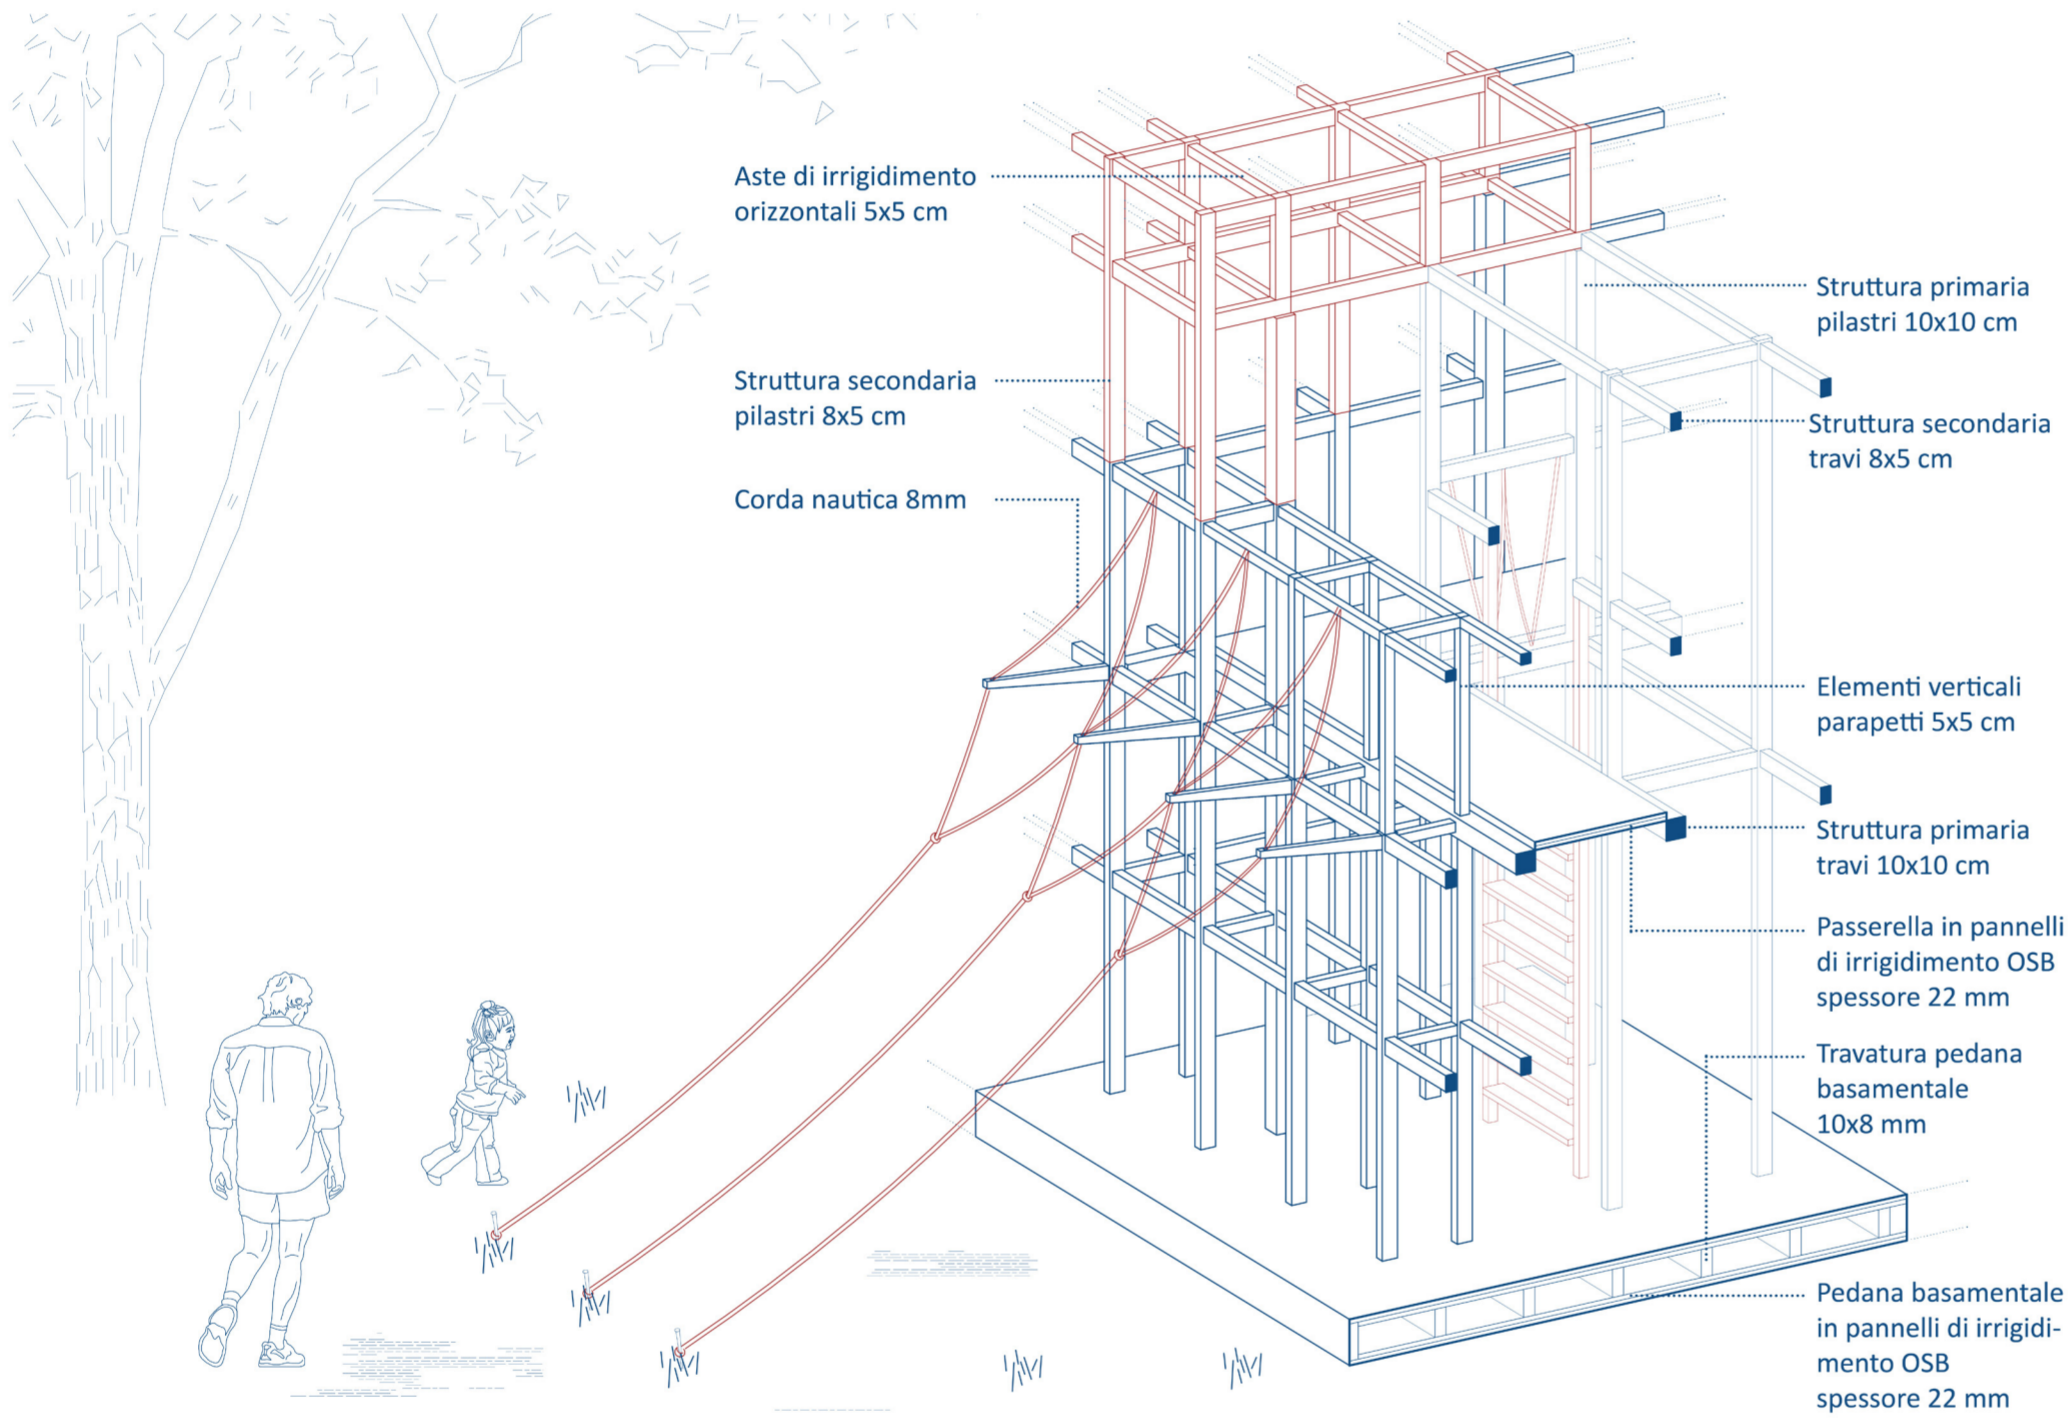 Aste di irrigidimento
orizzontali 5x5 cm
Struttura secondaria
pilastri 8x5 cm
Corda nautica 8mm
Struttura primaria
pilastri 10x10 cm
Struttura secondaria
travi 8x5 cm
Elementi verticali
parapetti 5x5 cm
Struttura primaria
travi 10x10 cm
Passerella in pannelli
di irrigidimento OSB
spessore 22 mm
Travatura pedana
basamentale
10x8 mm
Pedana basamentale
in pannelli di irrigidi-
mento OSB
spessore 22 mm